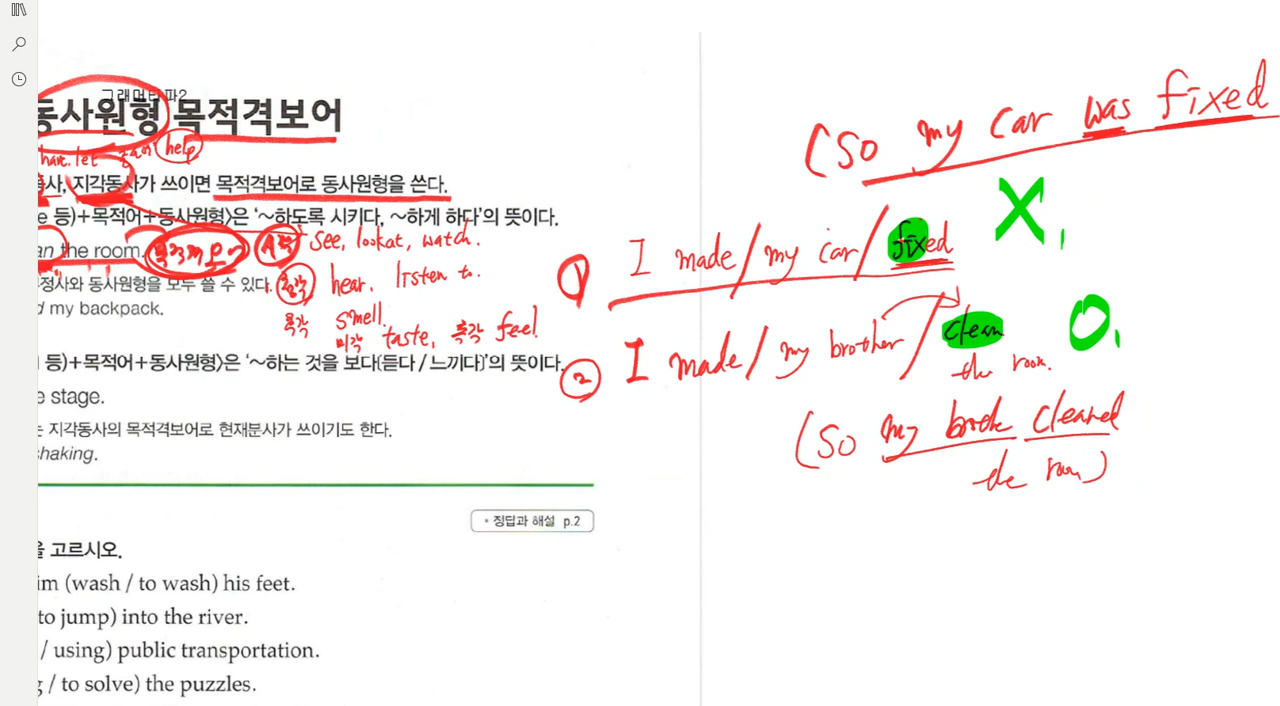 그래머타파2
동사원형 목적격보어
have. let help
동사, 지각동사가 쓰이면 목적격보어로 동사원형을 쓴다.
e 등)+목적어+동사원형〉은 '~하도록 시키다, ~하게 하다'의 뜻이다.
an the room. 목적격 보어 시각 see, look at, watch.
정사와 동사원형을 모두 쓸 수 있다. 청각 hear. listen to.
d my backpack. 후각 smell.
미각 taste, 촉각 feel
등)+목적어+동사원형〉은 '~하는 것을 보다(듣다 / 느끼다)'의 뜻이다.
e stage.
는 지각동사의 목적격보어로 현재분사가 쓰이기도 한다.
shaking.
• 정답과 해설 p.2
을 고르시오.
im (wash / to wash) his feet.
to jump) into the river.
/ using) public transportation.
g / to solve) the puzzles.
(So my car was fixed
X.
1 I made / my car / fixed
2 I made / my brother / clean
the room.
O.
(So my broth cleaned
the room)